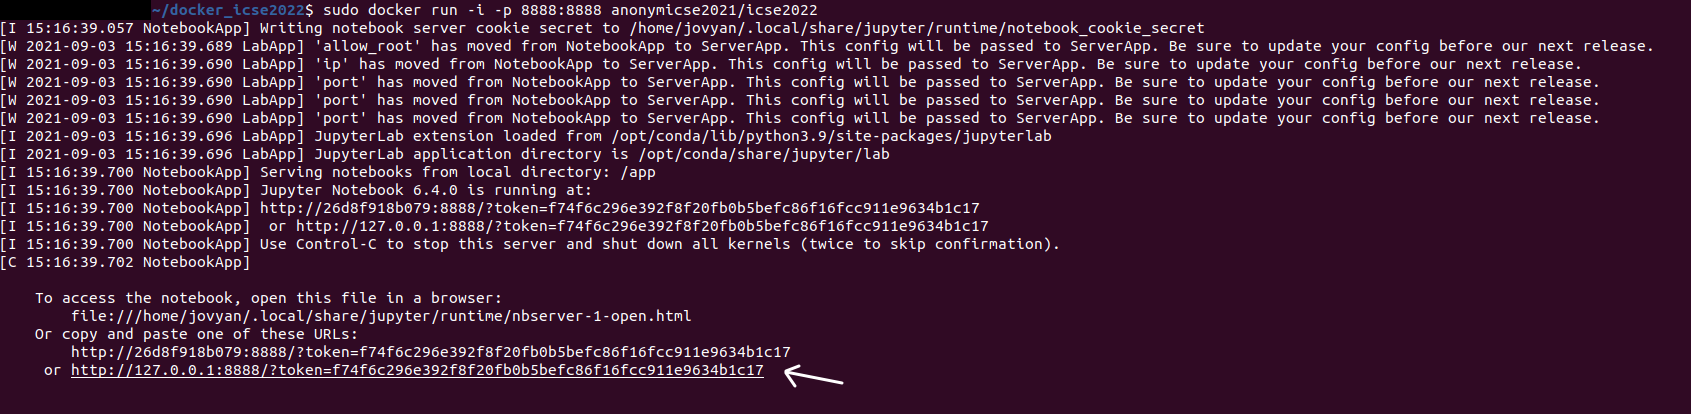 ~/docker_icse2022$ sudo docker run -i -p 8888:8888 anonymicse2021/icse2022
[I 15:16:39.057 NotebookApp] Writing notebook server cookie secret to /home/jovyan/.local/share/jupyter/runtime/notebook_cookie_secret
[W 2021-09-03 15:16:39.689 LabApp] 'allow_root' has moved from NotebookApp to ServerApp. This config will be passed to ServerApp. Be sure to update your config before our next release.
[W 2021-09-03 15:16:39.690 LabApp] 'ip' has moved from NotebookApp to ServerApp. This config will be passed to ServerApp. Be sure to update your config before our next release.
[W 2021-09-03 15:16:39.690 LabApp] 'port' has moved from NotebookApp to ServerApp. This config will be passed to ServerApp. Be sure to update your config before our next release.
[W 2021-09-03 15:16:39.690 LabApp] 'port' has moved from NotebookApp to ServerApp. This config will be passed to ServerApp. Be sure to update your config before our next release.
[W 2021-09-03 15:16:39.690 LabApp] 'port' has moved from NotebookApp to ServerApp. This config will be passed to ServerApp. Be sure to update your config before our next release.
[I 2021-09-03 15:16:39.696 LabApp] JupyterLab extension loaded from /opt/conda/lib/python3.9/site-packages/jupyterlab
[I 2021-09-03 15:16:39.696 LabApp] JupyterLab application directory is /opt/conda/share/jupyter/lab
[I 15:16:39.700 NotebookApp] Serving notebooks from local directory: /app
[I 15:16:39.700 NotebookApp] Jupyter Notebook 6.4.0 is running at:
[I 15:16:39.700 NotebookApp] http://26d8f918b079:8888/?token=f74f6c296e392f8f20fb0b5befc86f16fcc911e9634b1c17
[I 15:16:39.700 NotebookApp]  or http://127.0.0.1:8888/?token=f74f6c296e392f8f20fb0b5befc86f16fcc911e9634b1c17
[I 15:16:39.700 NotebookApp] Use Control-C to stop this server and shut down all kernels (twice to skip confirmation).
[C 15:16:39.702 NotebookApp]
To access the notebook, open this file in a browser:
file:///home/jovyan/.local/share/jupyter/runtime/nbserver-1-open.html
Or copy and paste one of these URLs:
http://26d8f918b079:8888/?token=f74f6c296e392f8f20fb0b5befc86f16fcc911e9634b1c17
or http://127.0.0.1:8888/?token=f74f6c296e392f8f20fb0b5befc86f16fcc911e9634b1c17